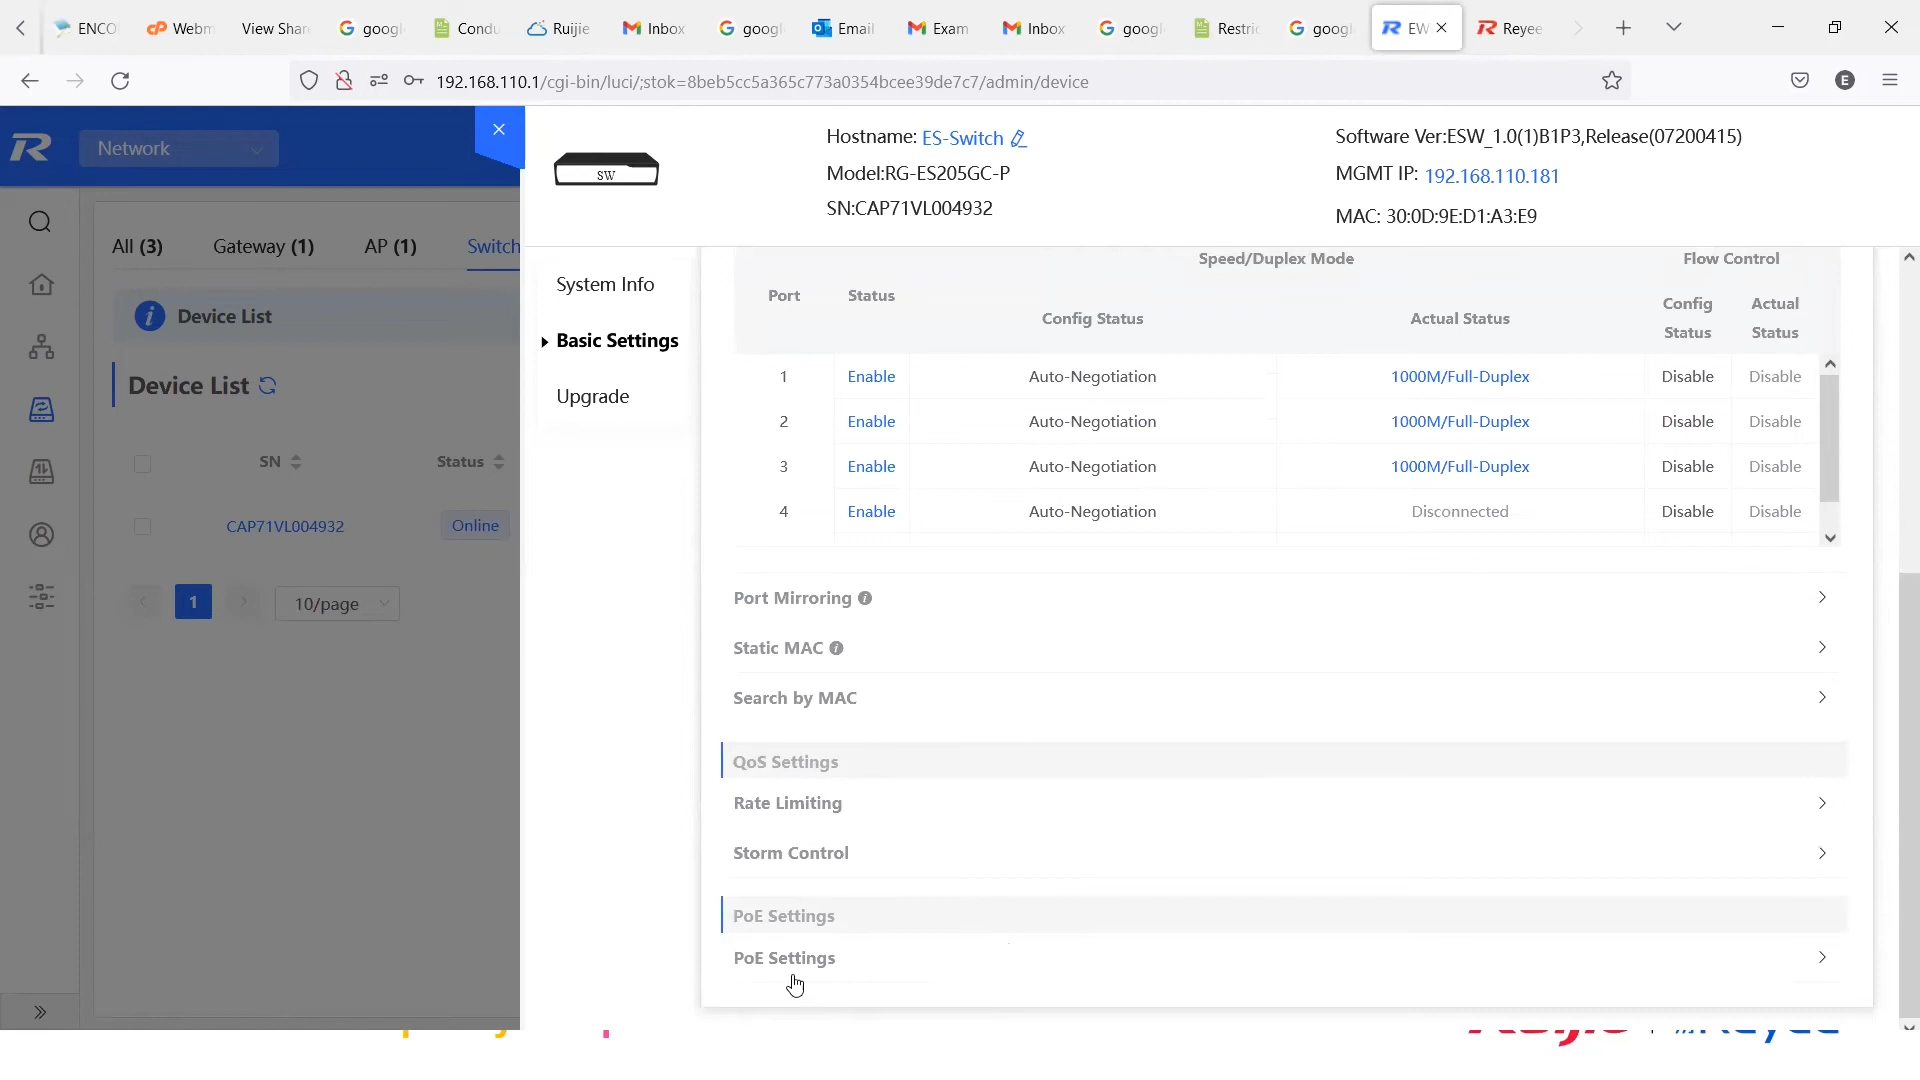 ENCO
Webm
View Shar
googl
Condu
Ruijie
Inbox
googl
Email
Exam
Inbox
googl
Restric
googl
EW
Reyee
192.168.110.1/cgi-bin/luci/;stok=8beb5cc5a365c773a0354bcee39de7c7/admin/device
E
R
Network
SW
Hostname: ES-Switch
Model:RG-ES205GC-P
SN:CAP71VL004932
Software Ver:ESW_1.0(1)B1P3,Release(07200415)
MGMT IP: 192.168.110.181
MAC: 30:0D:9E:D1:A3:E9
All (3)
Gateway (1)
AP (1)
Switch
Device List
Device List
SN
Status
CAP71VL004932
Online
1
10/page
System Info
Basic Settings
Upgrade
Port
Status
Speed/Duplex Mode
Flow Control
Config Status
Actual Status
Config Status
Actual Status
1 Enable Auto-Negotiation 1000M/Full-Duplex Disable Disable
2 Enable Auto-Negotiation 1000M/Full-Duplex Disable Disable
3 Enable Auto-Negotiation 1000M/Full-Duplex Disable Disable
4 Enable Auto-Negotiation Disconnected Disable Disable
Port Mirroring
Static MAC
Search by MAC
QoS Settings
Rate Limiting
Storm Control
PoE Settings
PoE Settings